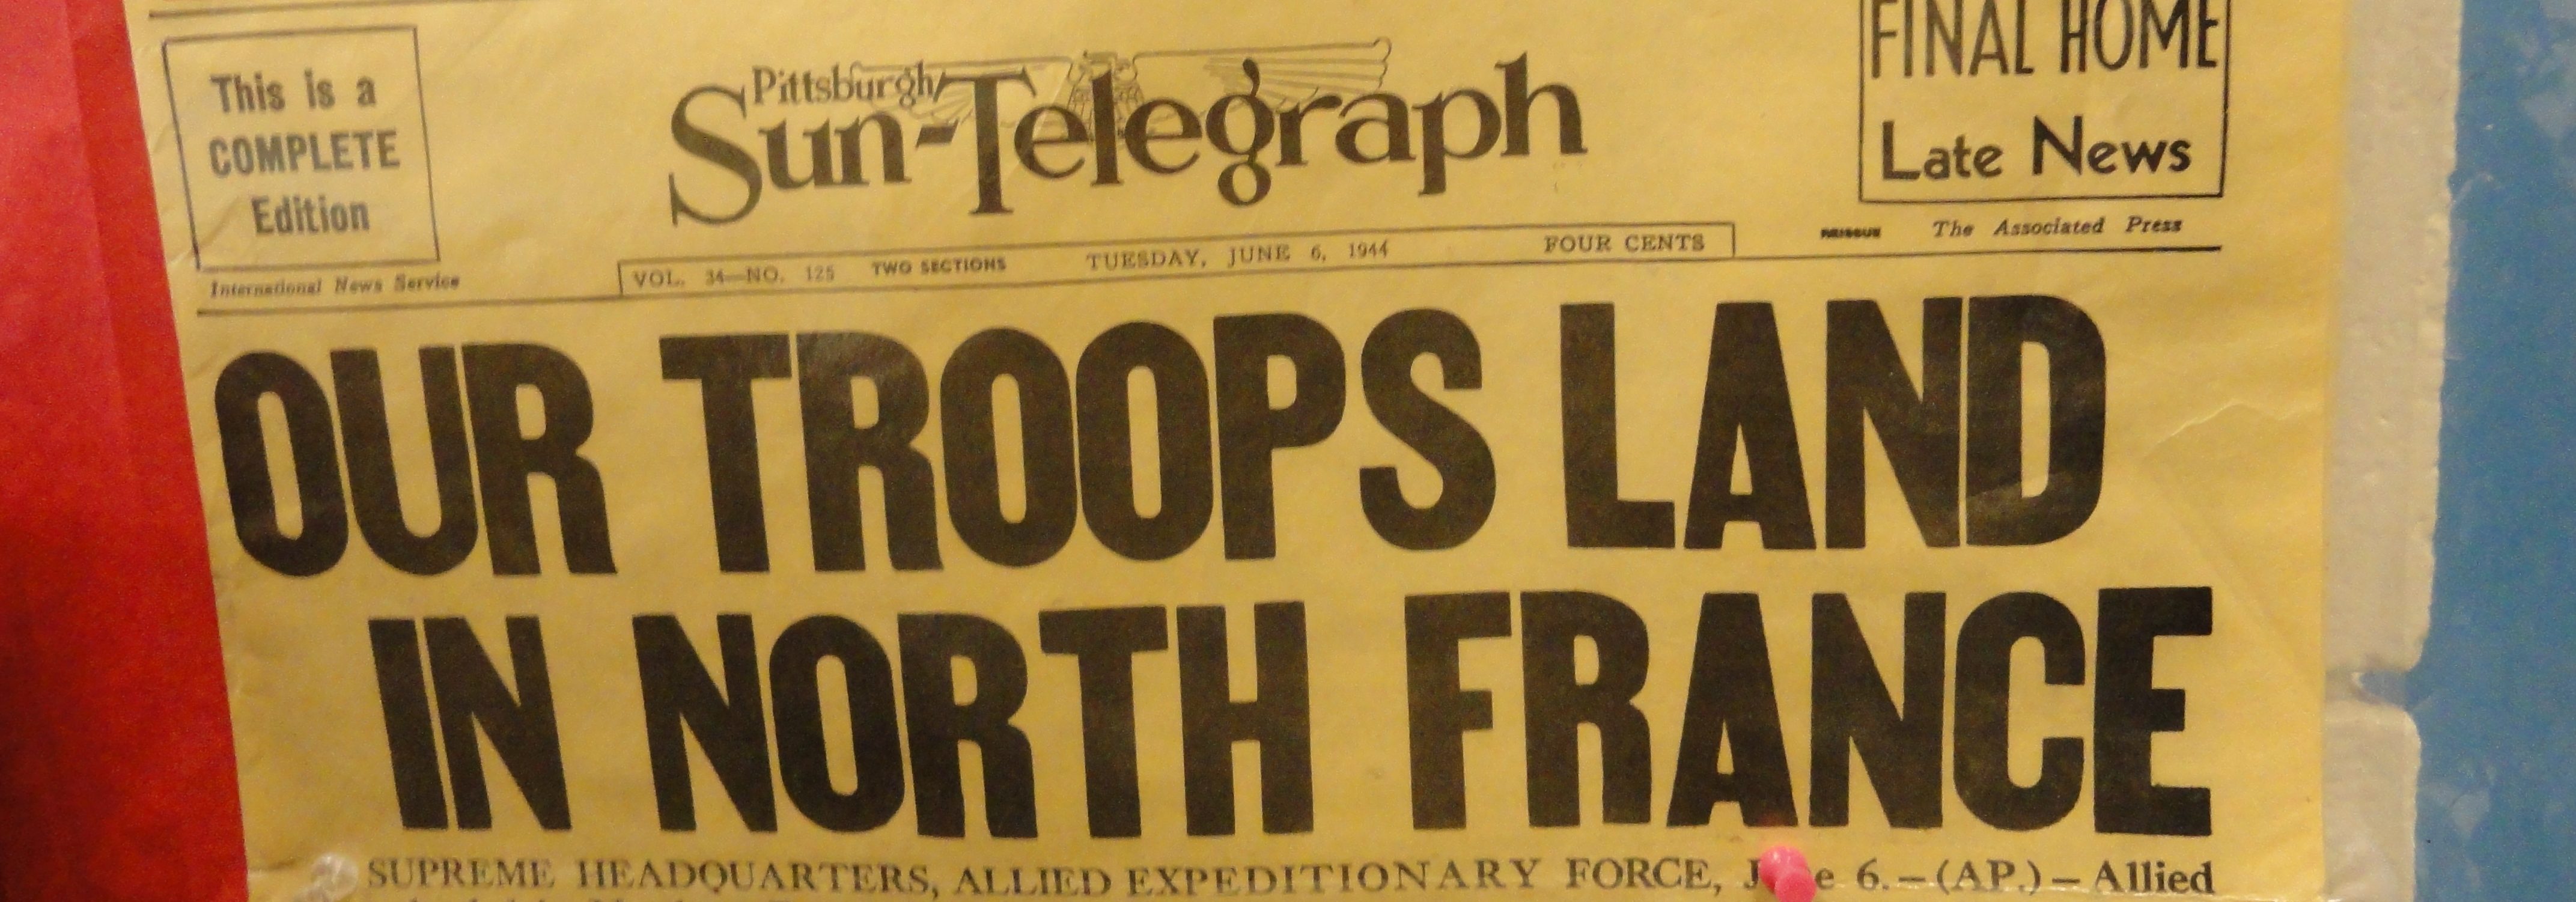 This is a
COMPLETE
Edition
International News Service
Pittsburgh
Sun-Telegraph
FINAL HOME
Late News
REISSUE The Associated Press
VOL. 34—NO. 125 TWO SECTIONS TUESDAY, JUNE 6, 1944 FOUR CENTS
OUR TROOPS LAND
IN NORTH FRANCE
SUPREME HEADQUARTERS, ALLIED EXPEDITIONARY FORCE, J e 6.—(AP.)—Allied